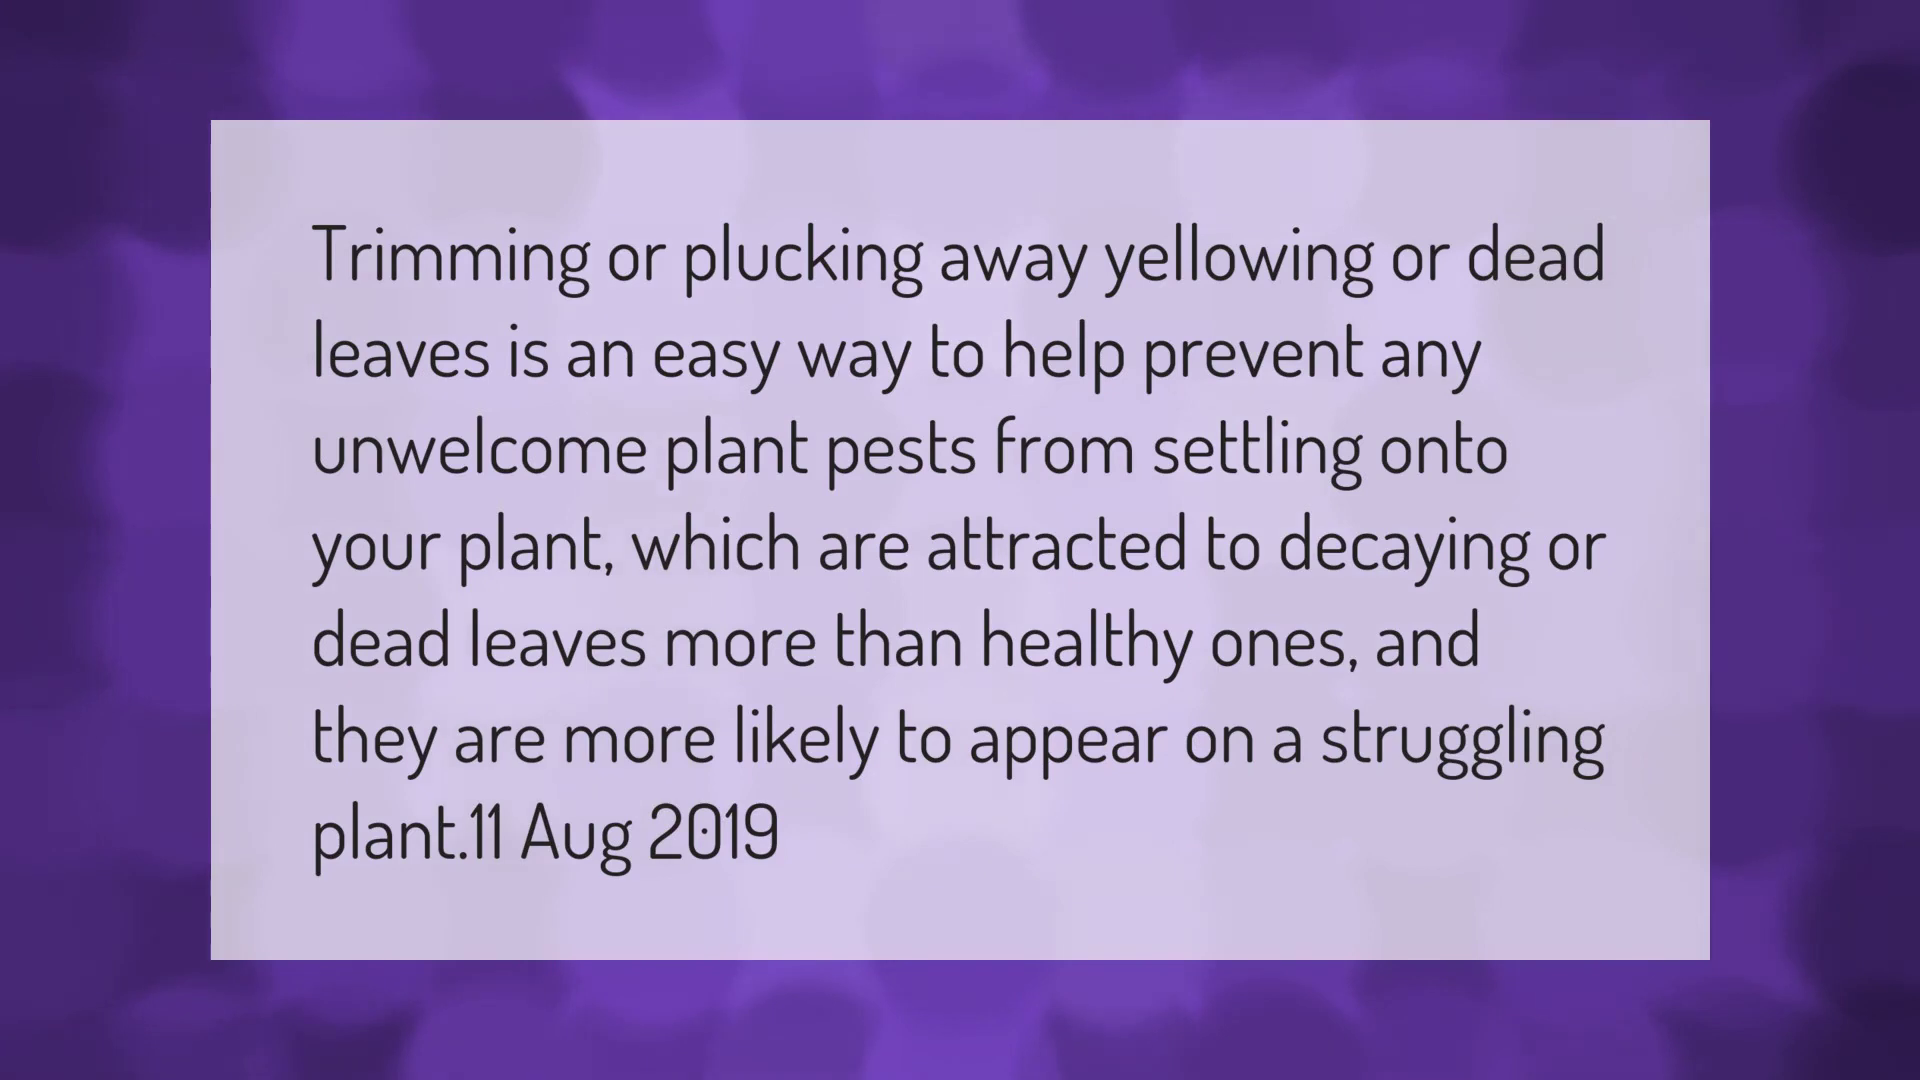 Trimming or plucking away yellowing or dead
leaves is an easy way to help prevent any
unwelcome plant pests from settling onto
your plant, which are attracted to decaying or
dead leaves more than healthy ones, and
they are more likely to appear on a struggling
plant.11 Aug 2019